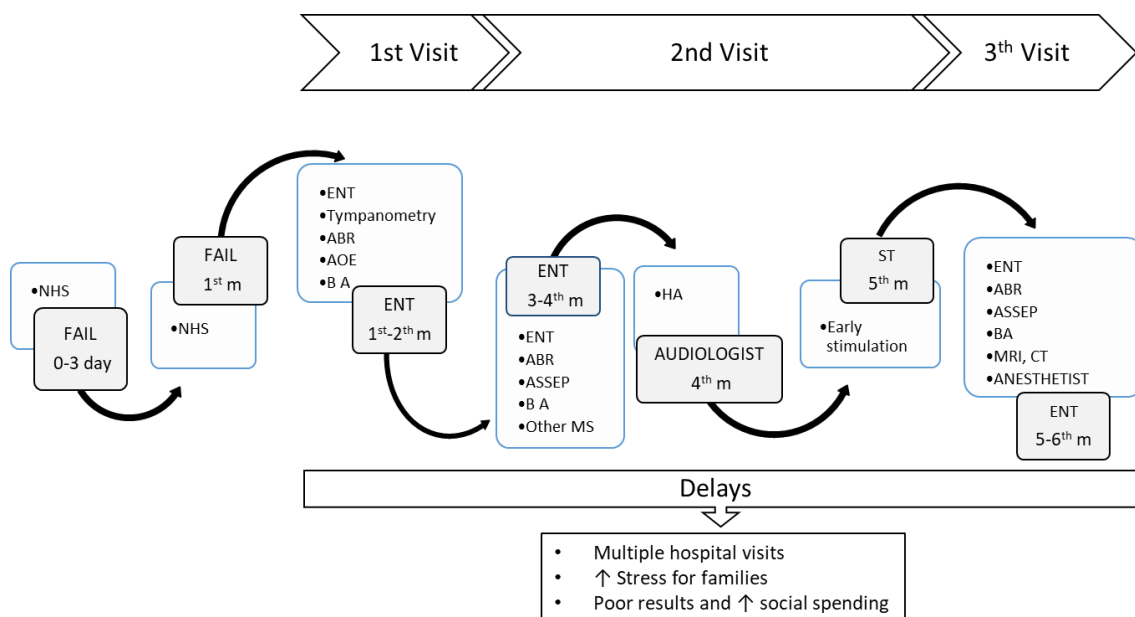 1st Visit
2nd Visit
3th Visit
•NHS
FAIL
0-3 day
FAIL
1st m
•NHS
•ENT
•Tympanometry
•ABR
•AOE
•B A
ENT
1st-2th m
ENT
3-4th m
•ENT
•ABR
•ASSEP
•B A
•Other MS
•HA
AUDIOLOGIST
4th m
ST
5th m
•Early
stimulation
•ENT
•ABR
•ASSEP
•BA
•MRI, CT
•ANESTHETIST
ENT
5-6th m
Delays
• Multiple hospital visits
• ↑ Stress for families
• Poor results and ↑ social spending